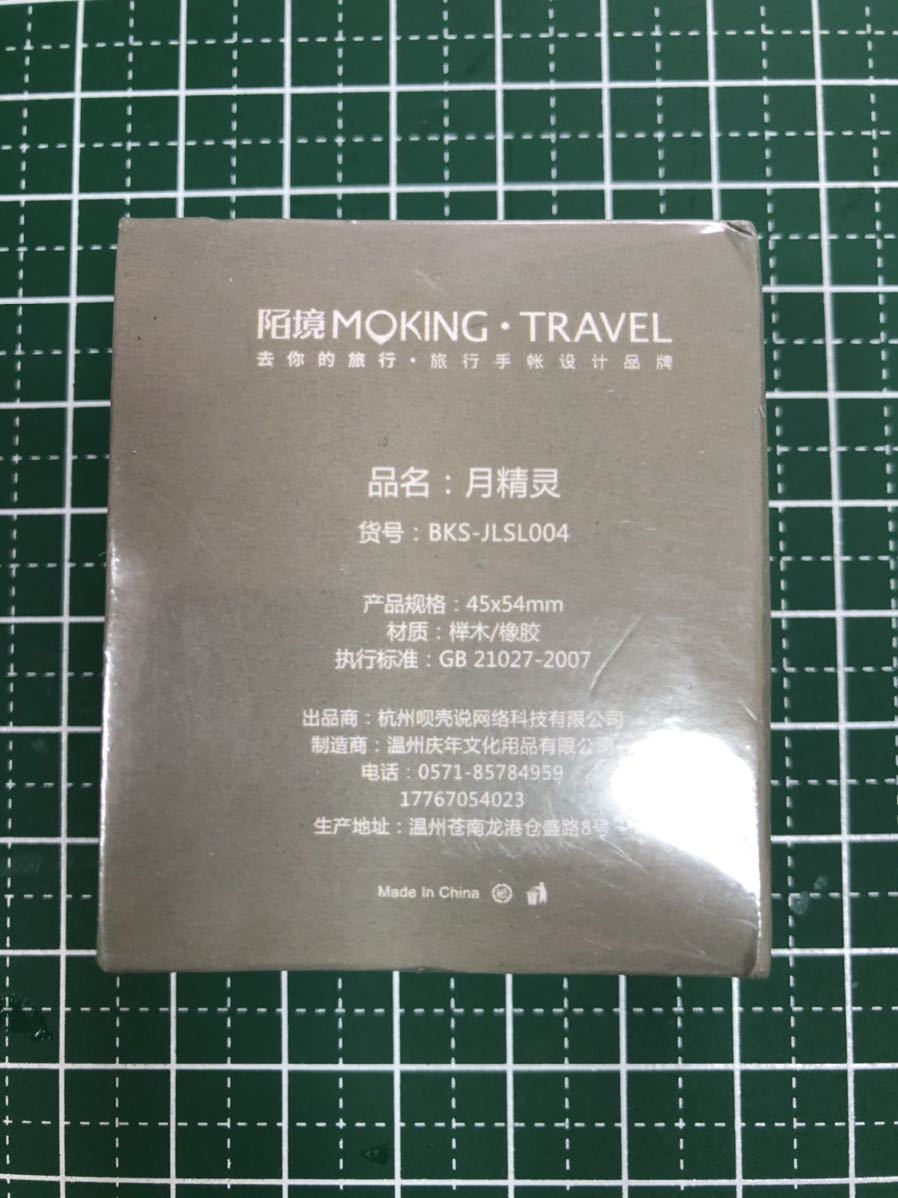 陌境MOKING·TRAVEL
去你的旅行·旅行手帐设计品牌
品名：月精灵
货号：BKS-JLSL004
产品规格：45x54mm
材质：榉木/橡胶
执行标准：GB 21027-2007
出品商：杭州呗壳说网络科技有限公司
制造商：温州庆年文化用品有限公司
电话：0571-85784959
17767054023
生产地址：温州苍南龙港仓盛路8号
Made In China